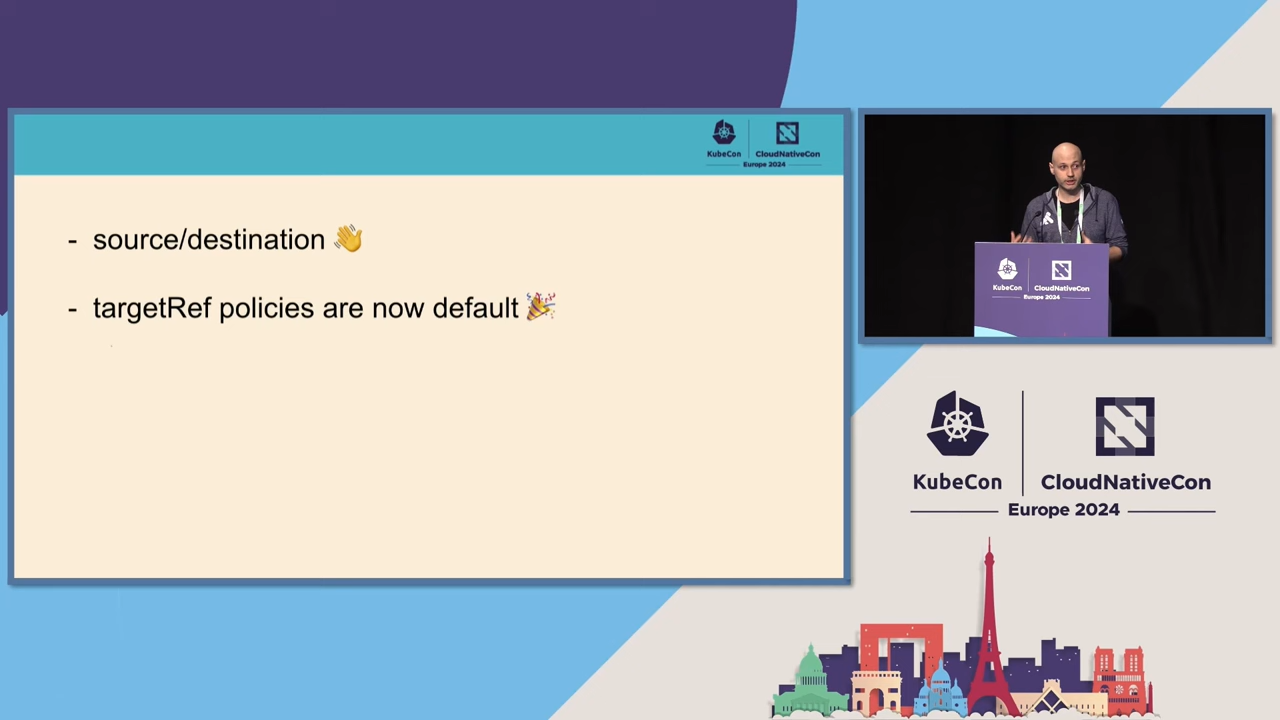 KubeCon
CloudNativeCon
Europe 2024
- source/destination 👋
- targetRef policies are now default 🎉
KubeCon
CloudNativeCon
Europe 2024
KubeCon
CloudNativeCon
Europe 2024